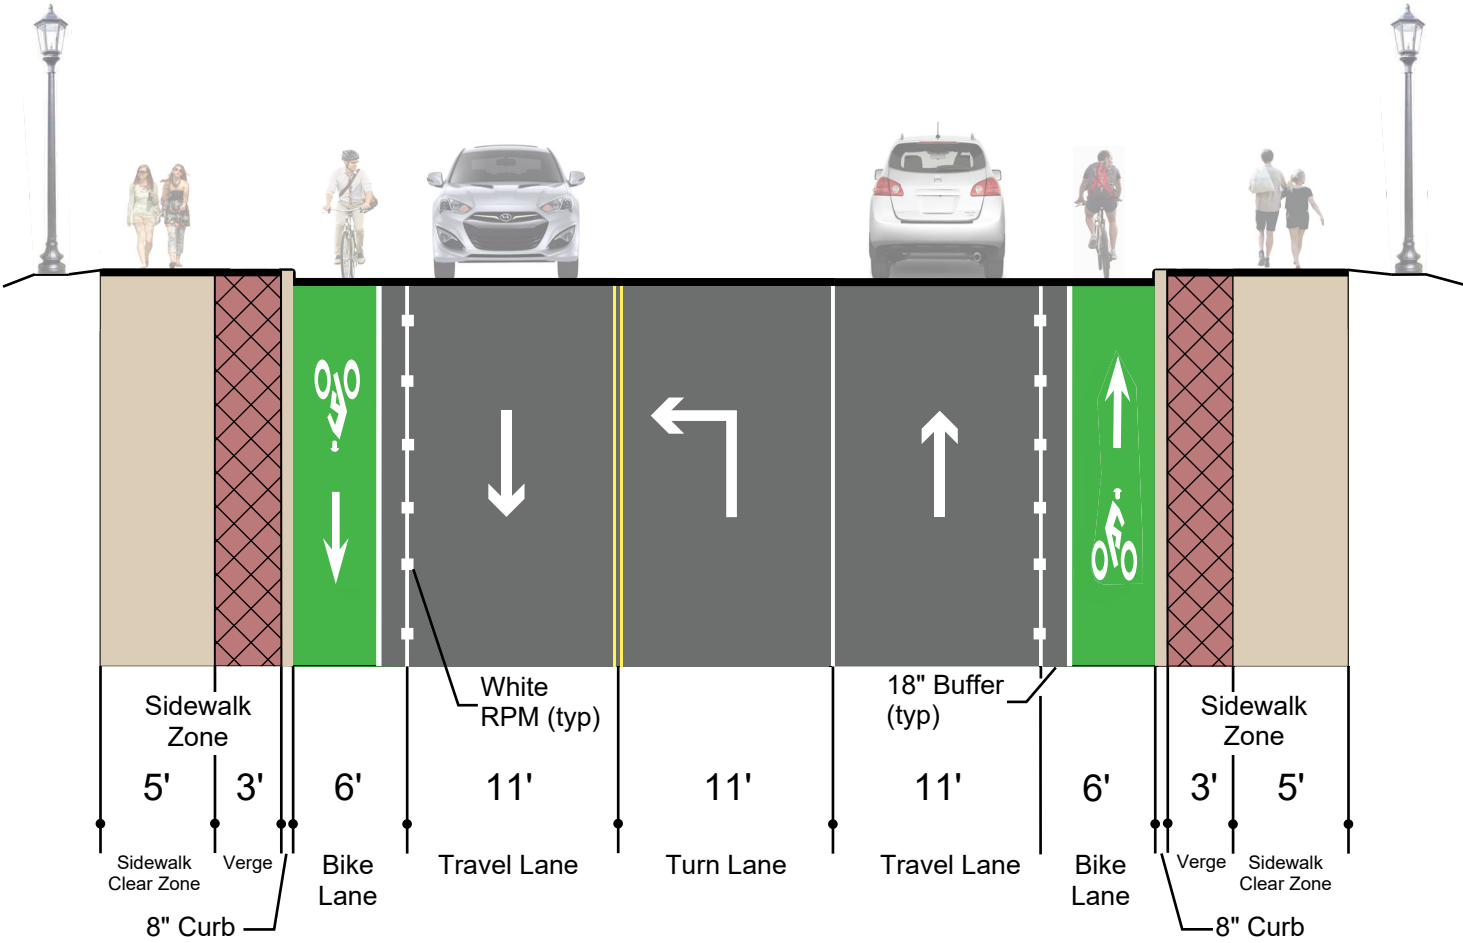 White
RPM (typ)
18" Buffer
(typ)
Sidewalk
Zone
Sidewalk
Zone
5'
3'
6'
11'
11'
11'
6'
3'
5'
Sidewalk
Clear Zone
Verge
Bike
Lane
Travel Lane
Turn Lane
Travel Lane
Bike
Lane
Verge
Sidewalk
Clear Zone
8" Curb
8" Curb